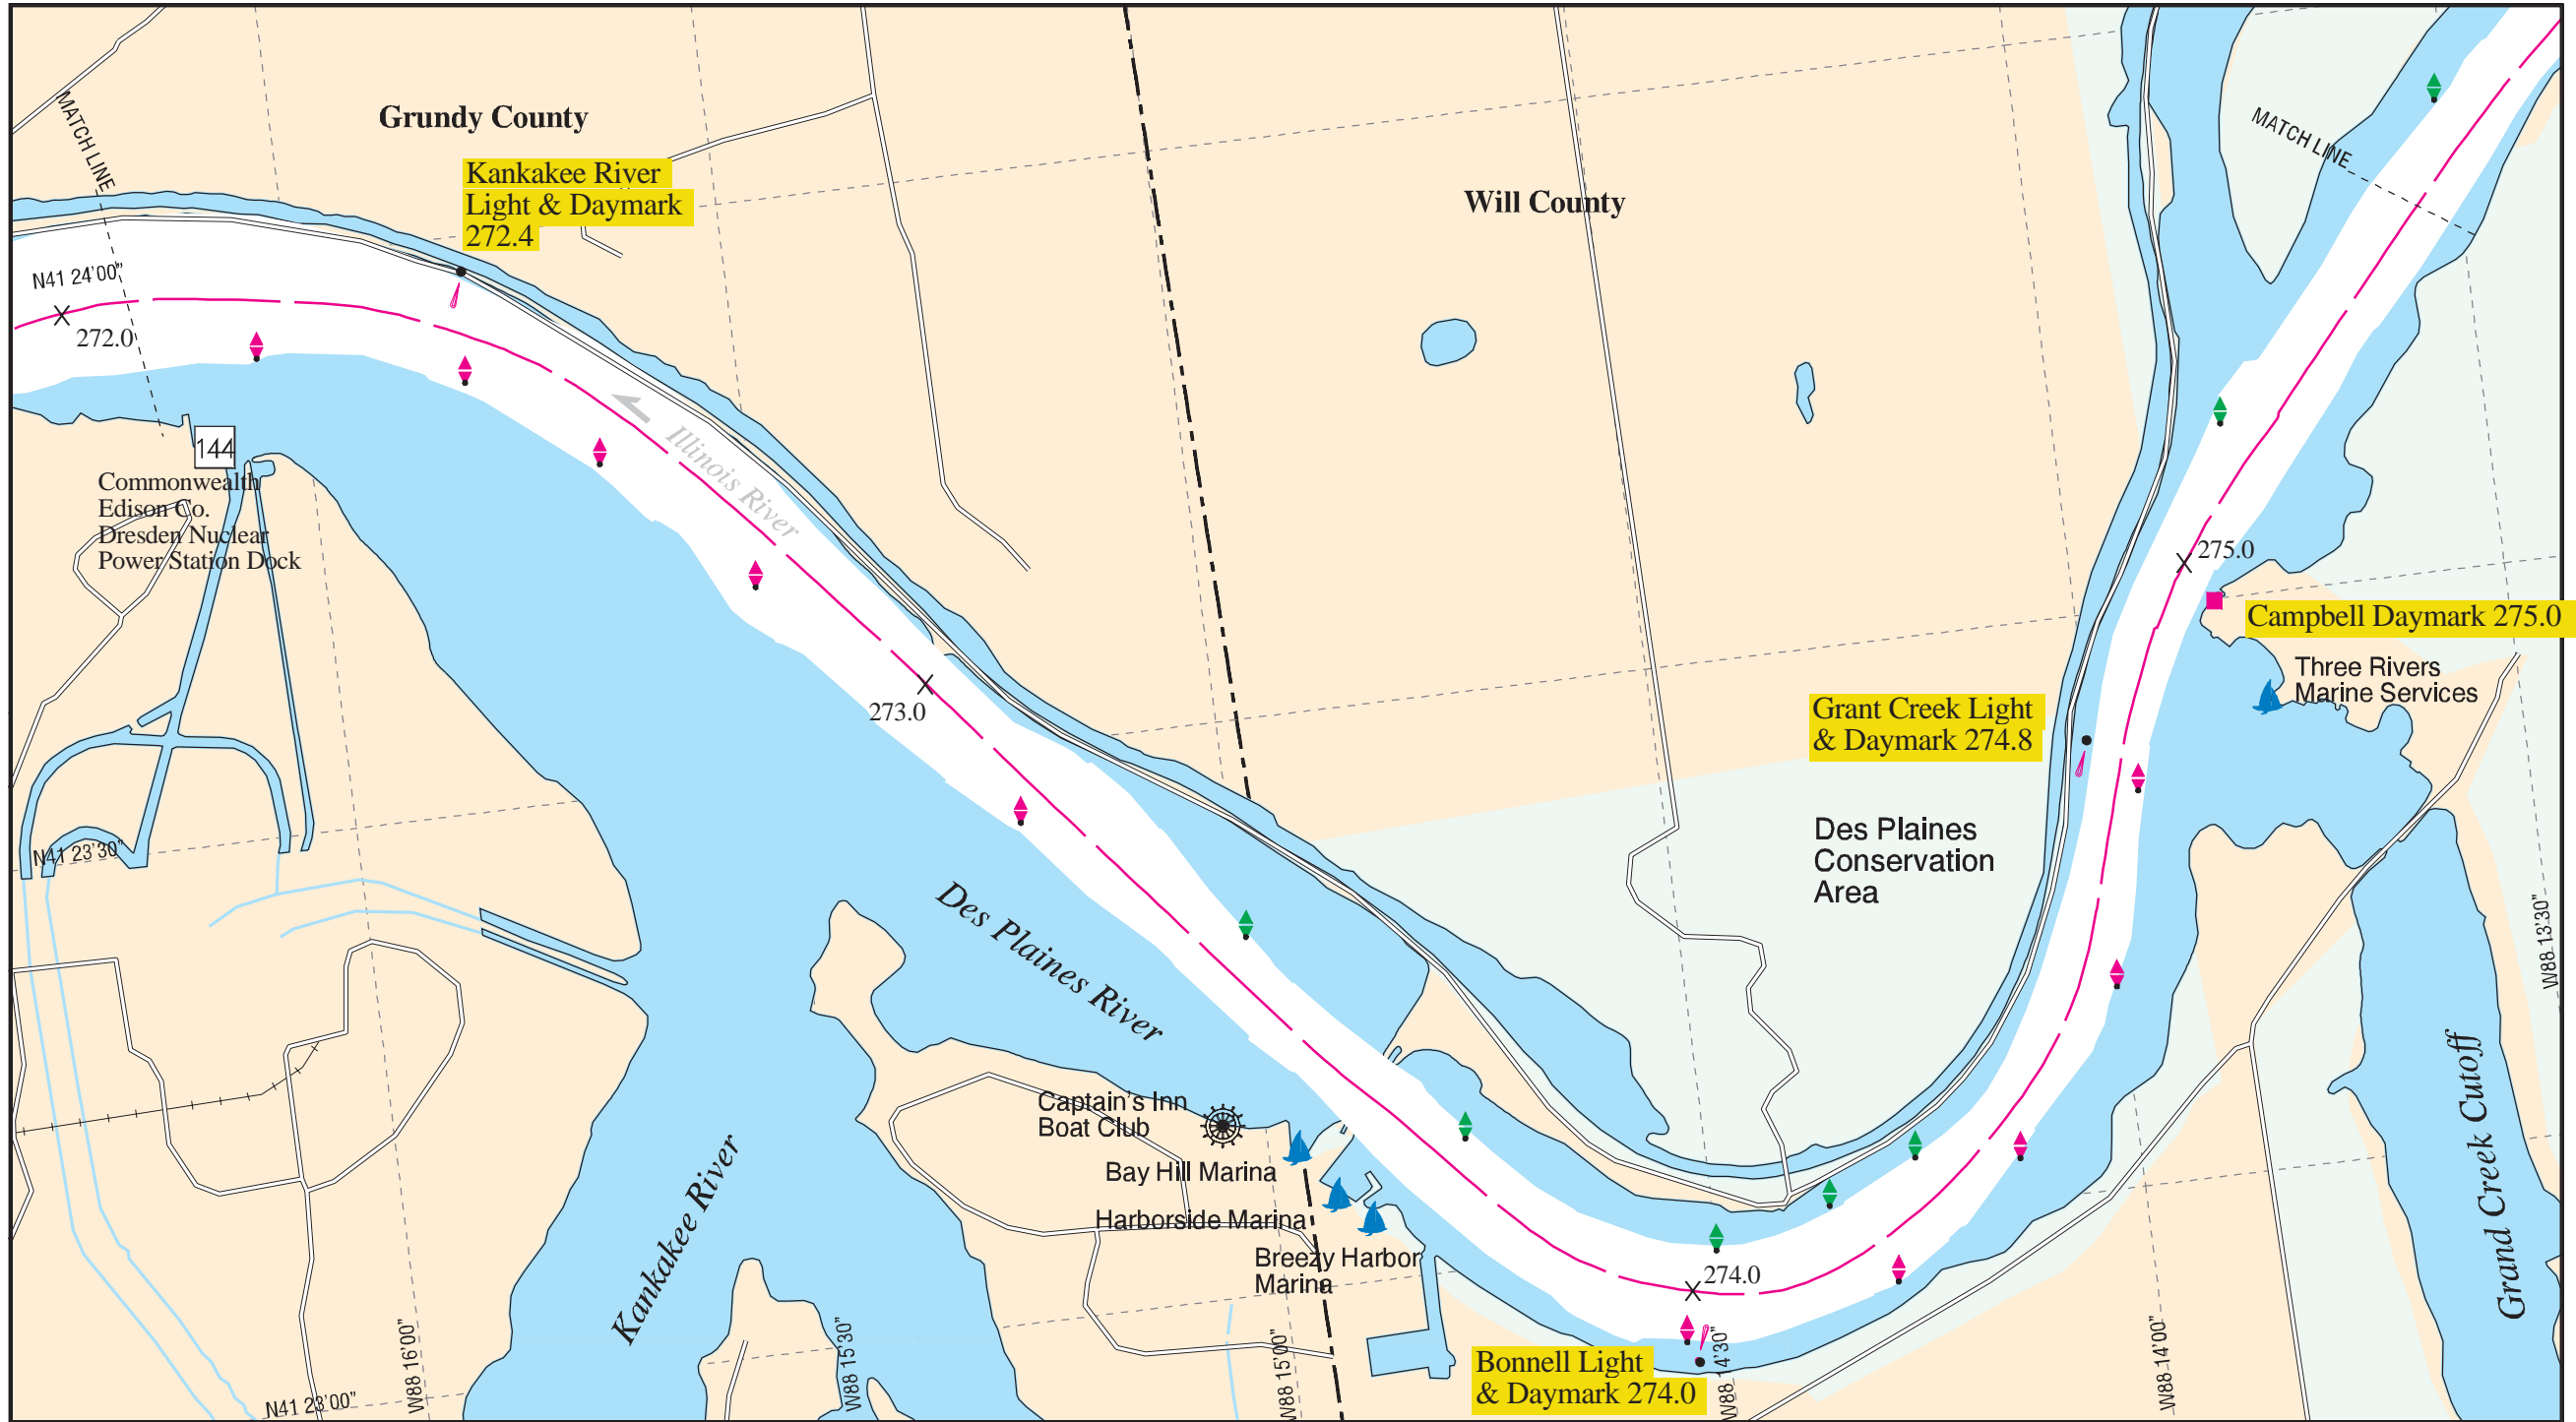 MATCH LINE
Grundy County
Kankakee River
Light & Daymark
272.4
Will County
MATCH LINE
N41 24'00"
272.0
Illinois River
144
Commonwealth
Edison Co.
Dresden Nuclear
Power Station Dock
275.0
Campbell Daymark 275.0
Three Rivers
Marine Services
273.0
Grant Creek Light
& Daymark 274.8
Des Plaines
Conservation
Area
N41 23'30"
Des Plaines River
W88 13'30"
Captain's Inn
Boat Club
Bay Hill Marina
Harborside Marina
Breezy Harbor
Marina
Kankakee River
274.0
Grand Creek Cutoff
Bonnell Light
& Daymark 274.0
N41 23'00"
W88 16'00"
W88 15'30"
W88 15'00"
W88 14'30"
W88 14'00"